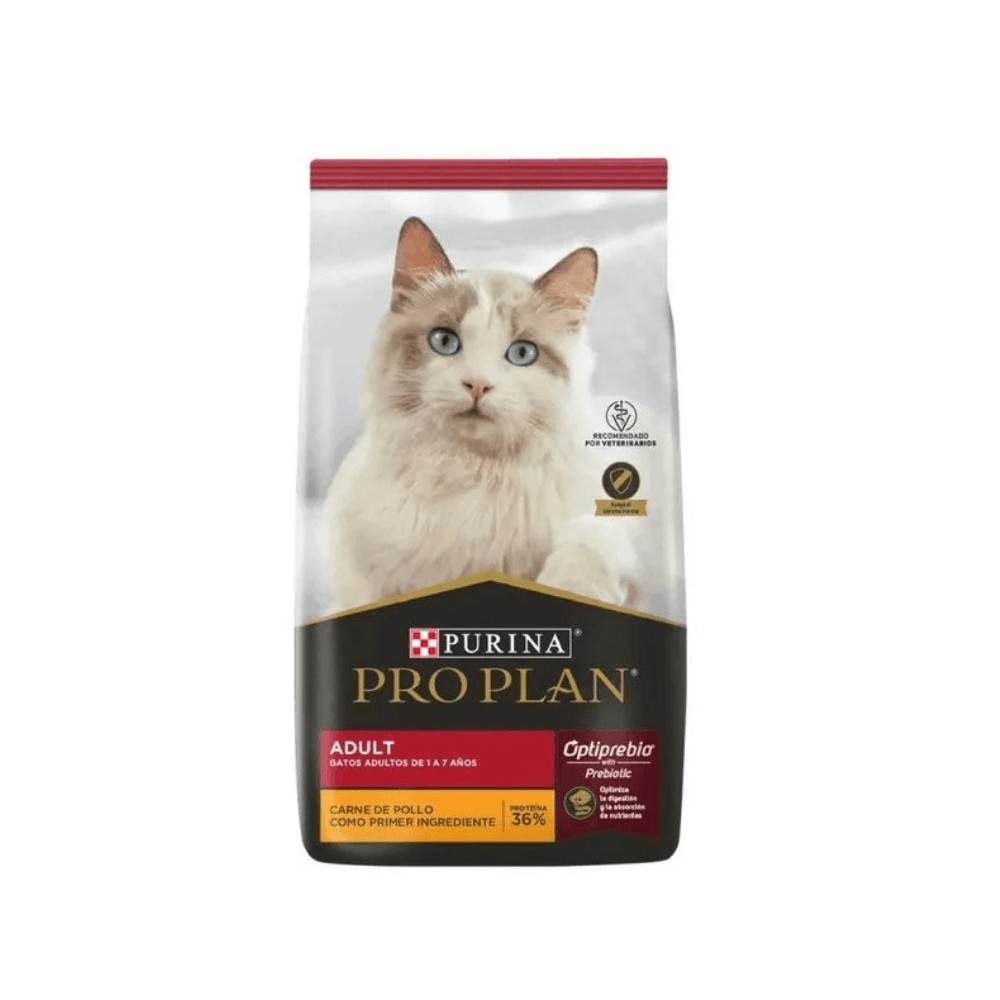 RECOMENDADO
POR VETERINARIOS
PURINA®
PRO PLAN®
ADULT
GATOS ADULTOS DE 1 A 7 AÑOS
Optiprebio
with
Prebiotic
Optimiza
la digestión
y la absorción
de nutrientes
CARNE DE POLLO
COMO PRIMER INGREDIENTE
PROTEÍNA
36%